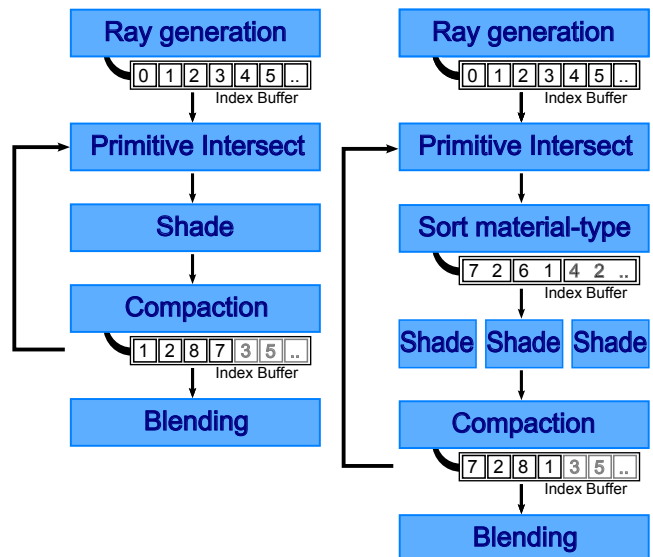 Ray generation
0 1 2 3 4 5 ..
Index Buffer
Primitive Intersect
Shade
Compaction
1 2 8 7 3 5 ..
Index Buffer
Blending
Ray generation
0 1 2 3 4 5 ..
Index Buffer
Primitive Intersect
Sort material-type
7 2 6 1 4 2 ..
Index Buffer
Shade Shade Shade
Compaction
7 2 8 1 3 5 ..
Index Buffer
Blending